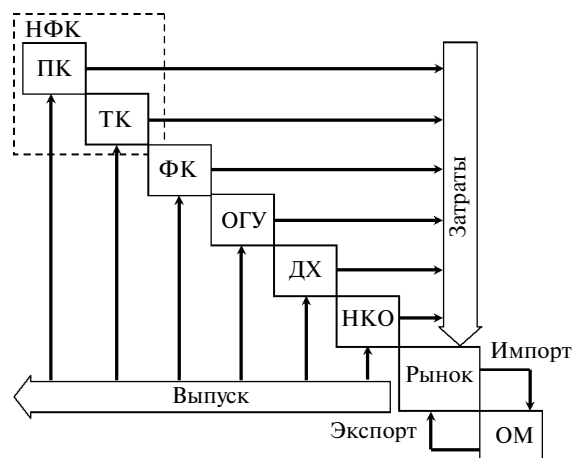 НФК
ПК
ТК
ФК
ОГУ
ДХ
НКО
Затраты
Рынок
Импорт
Выпуск
Экспорт
ОМ